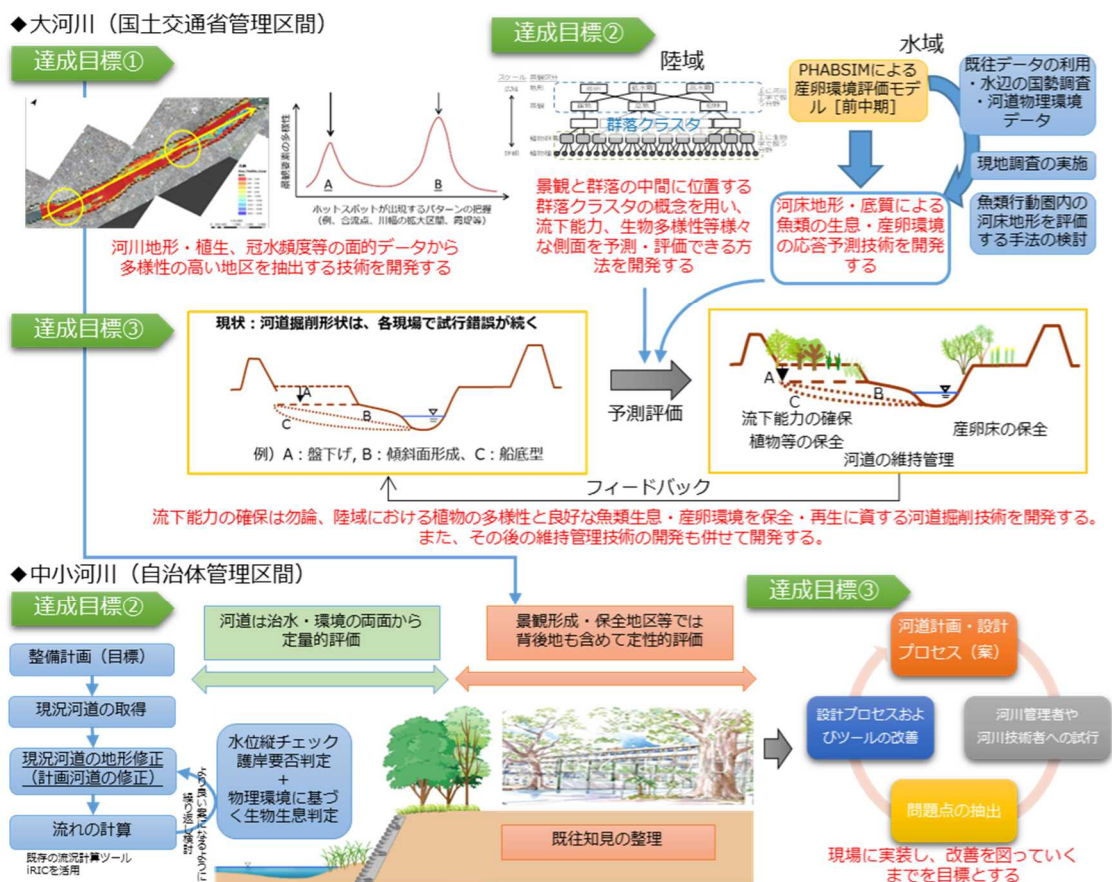 ◆大河川（国土交通省管理区間）
達成目標①
景観要素の多様性
A
B
ホットスポットが出現するパターンの把握
（例、合流点、川幅の拡大区間、霞堤等）
河川地形・植生、冠水頻度等の面的データから
多様性の高い地区を抽出する技術を開発する
達成目標②
陸域
水域
スケール
群落クラスタ
景観と群落の中間に位置する
群落クラスタの概念を用い、
流下能力、生物多様性等様々
な側面を予測・評価できる方
法を開発する
PHABSIMによる
産卵環境評価モ
デル［前中期］
既往データの利用
・水辺の国勢調査
・河道物理環境
データ
現地調査の実施
魚類行動圏内の
河床地形を評価
する手法の検討
河床地形・底質による
魚類の生息・産卵環境
の応答予測技術を開発
する
達成目標③
現状：河道掘削形状は、各現場で試行錯誤が続く
A
B
C
例）A：盤下げ, B：傾斜面形成、C：船底型
予測評価
A
B
C
流下能力の確保
植物等の保全
産卵床の保全
河道の維持管理
フィードバック
流下能力の確保は勿論、陸域における植物の多様性と良好な魚類生息・産卵環境を保全・再生に資する河道掘削技術を開発する。
また、その後の維持管理技術の開発も併せて開発する。
◆中小河川（自治体管理区間）
達成目標②
整備計画（目標）
現況河道の取得
現況河道の地形修正
（計画河道の修正）
流れの計算
既存の流況計算ツール
iRICを活用
より良い案になるように
繰り返し検討
河道は治水・環境の両面から
定量的評価
水位縦チェック
護岸要否判定
+
物理環境に基づ
く生物生息判定
景観形成・保全地区等では
背後地も含めて定性的評価
既往知見の整理
達成目標③
河道計画・設計
プロセス（案）
設計プロセスおよ
びツールの改善
河川管理者や
河川技術者への試行
問題点の抽出
現場に実装し、改善を図っていく
までを目標とする